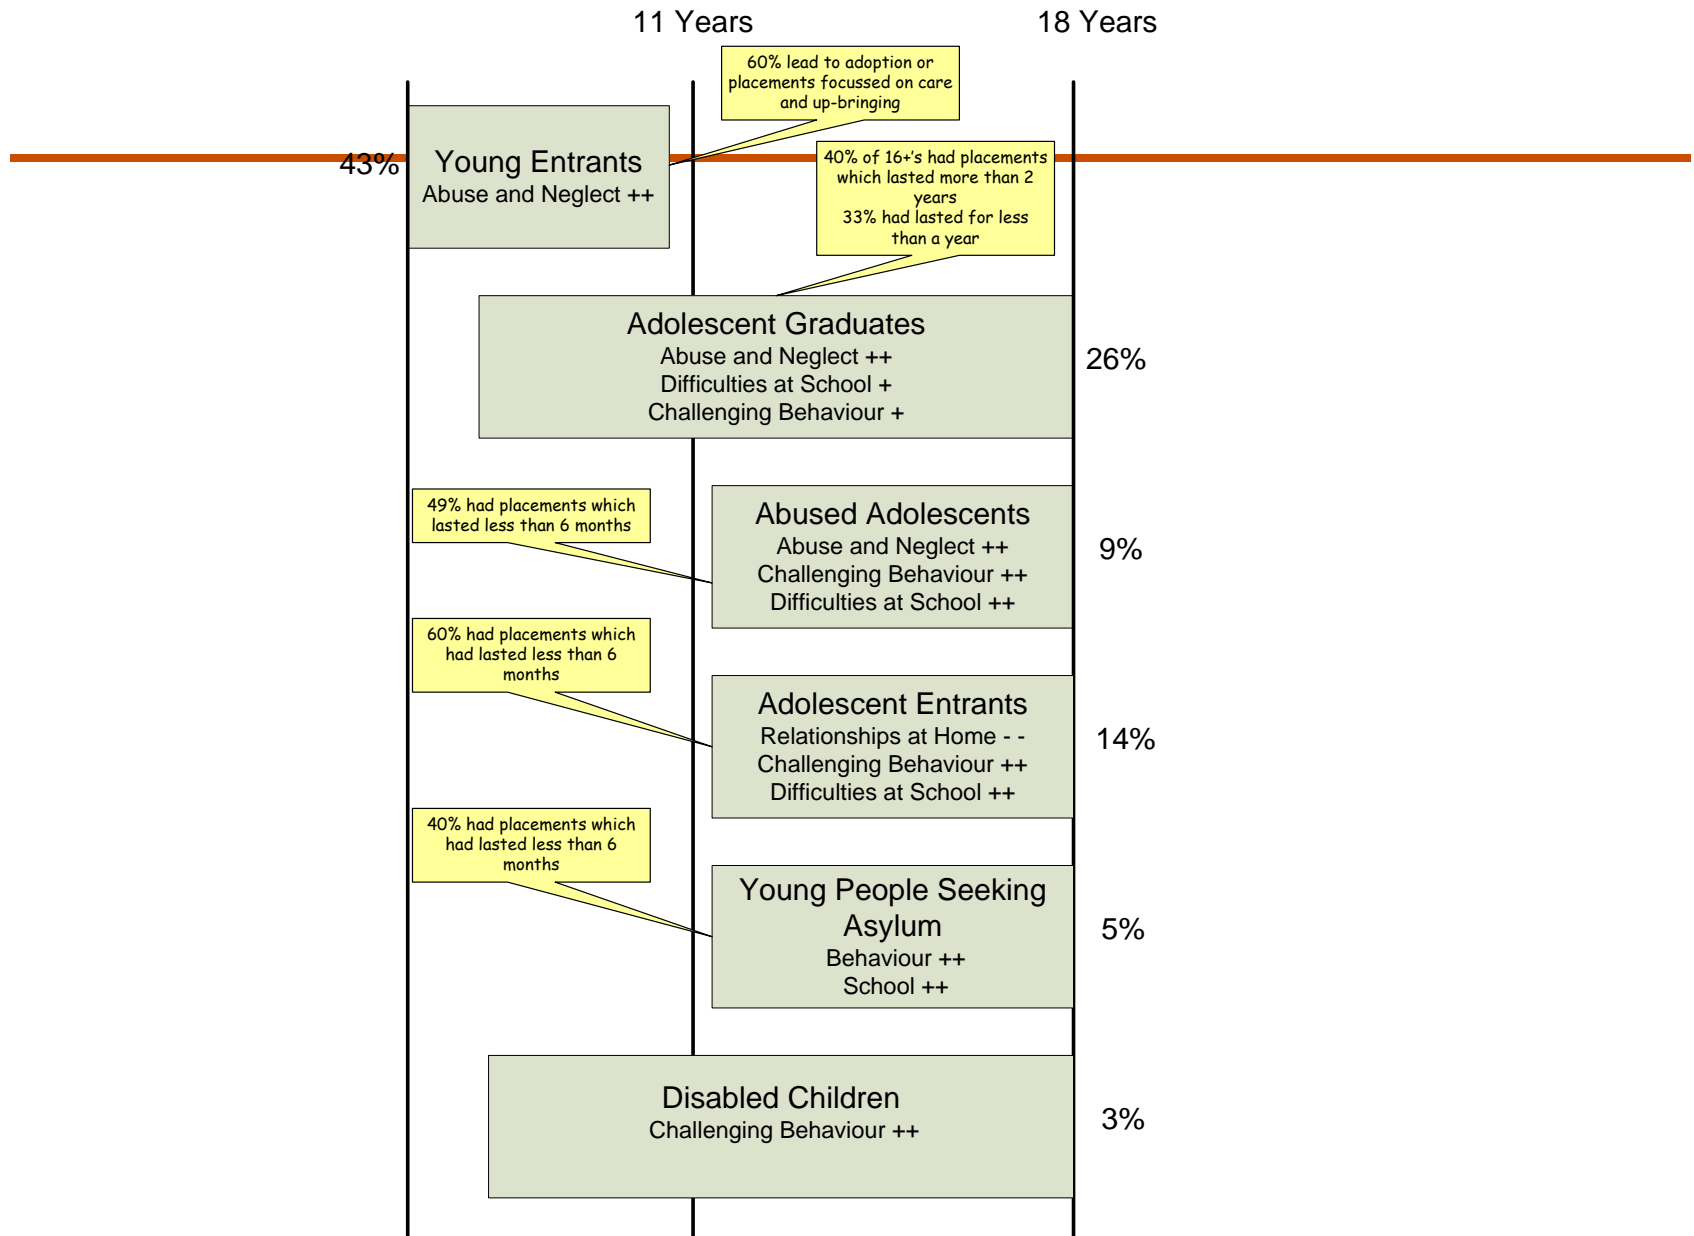 11 Years
18 Years
60% lead to adoption or
placements focussed on care
and up-bringing
43%
Young Entrants
Abuse and Neglect ++
40% of 16+'s had placements
which lasted more than 2
years
33% had lasted for less
than a year
Adolescent Graduates
Abuse and Neglect ++
Difficulties at School +
Challenging Behaviour +
26%
49% had placements which
lasted less than 6 months
Abused Adolescents
Abuse and Neglect ++
Challenging Behaviour ++
Difficulties at School ++
9%
60% had placements which
had lasted less than 6
months
Adolescent Entrants
Relationships at Home - -
Challenging Behaviour ++
Difficulties at School ++
14%
40% had placements which
had lasted less than 6
months
Young People Seeking
Asylum
Behaviour ++
School ++
5%
Disabled Children
Challenging Behaviour ++
3%